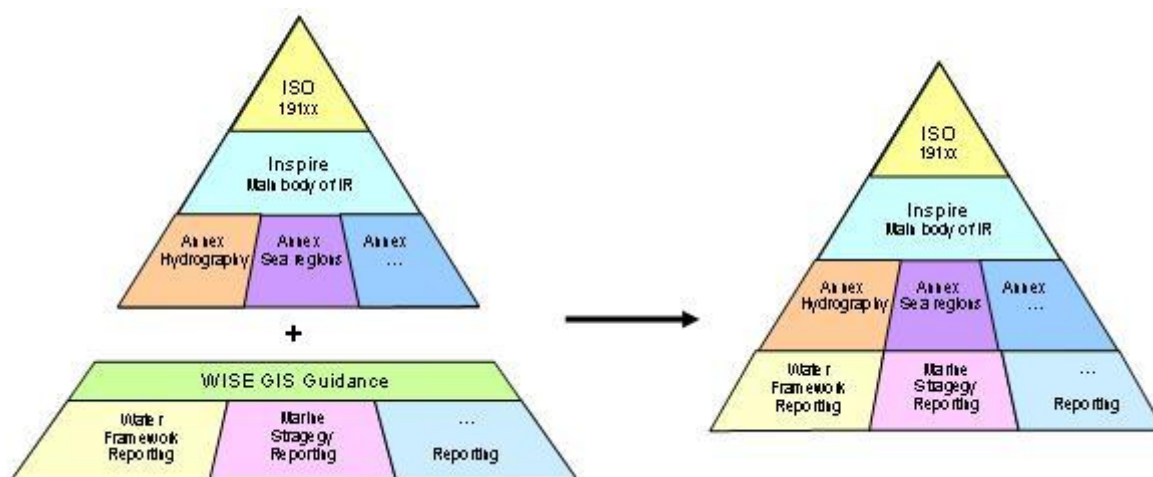 ISO
191xx
Inspire
Main body of IR
Annex
Hydrography
Annex
Sea regions
Annex
...
+
WISE GIS Guidance
Water
Framework
Reporting
Marine
Stragegy
Reporting
...
Reporting
ISO
191xx
Inspire
Main body of IR
Annex
Hydrography
Annex
Sea regions
Annex
...
Water
Framework
Reporting
Marine
Stragegy
Reporting
...
Reporting